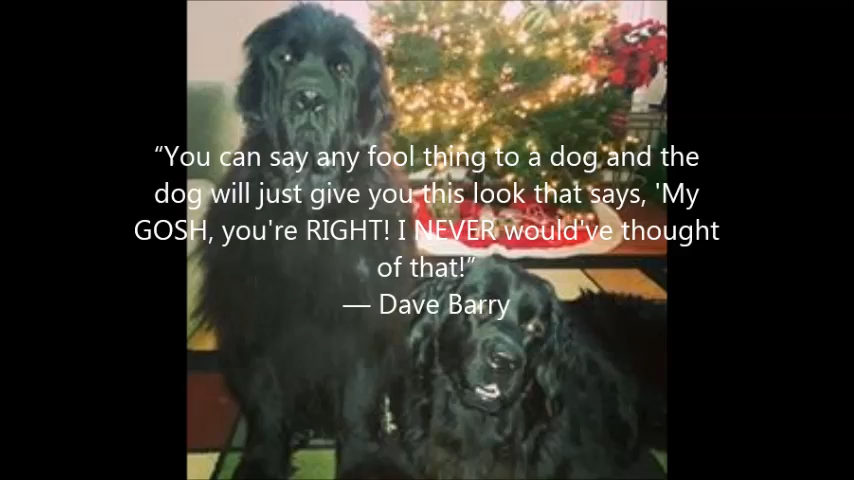 “You can say any fool thing to a dog and the
dog will just give you this look that says, 'My
GOSH, you're RIGHT! I NEVER would've thought
of that!”
— Dave Barry